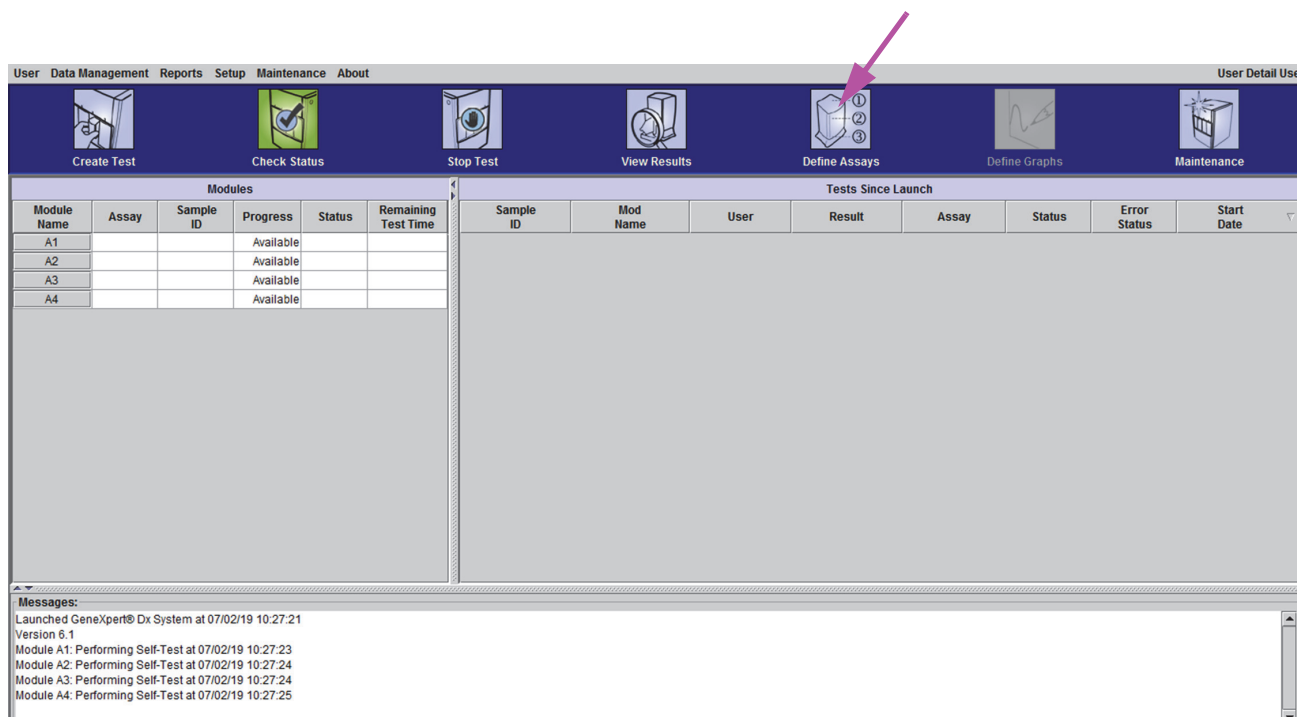 User Data Management Reports Setup Maintenance About User Detail Use
① ② ③
Create Test Check Status Stop Test View Results Define Assays Define Graphs Maintenance
Modules Tests Since Launch
Module Name Assay Sample ID Progress Status Remaining Test Time Sample ID Mod Name User Result Assay Status Error Status Start Date
A1 Available
A2 Available
A3 Available
A4 Available
Messages:
Launched GeneXpert® Dx System at 07/02/19 10:27:21
Version 6.1
Module A1: Performing Self-Test at 07/02/19 10:27:23
Module A2: Performing Self-Test at 07/02/19 10:27:24
Module A3: Performing Self-Test at 07/02/19 10:27:24
Module A4: Performing Self-Test at 07/02/19 10:27:25